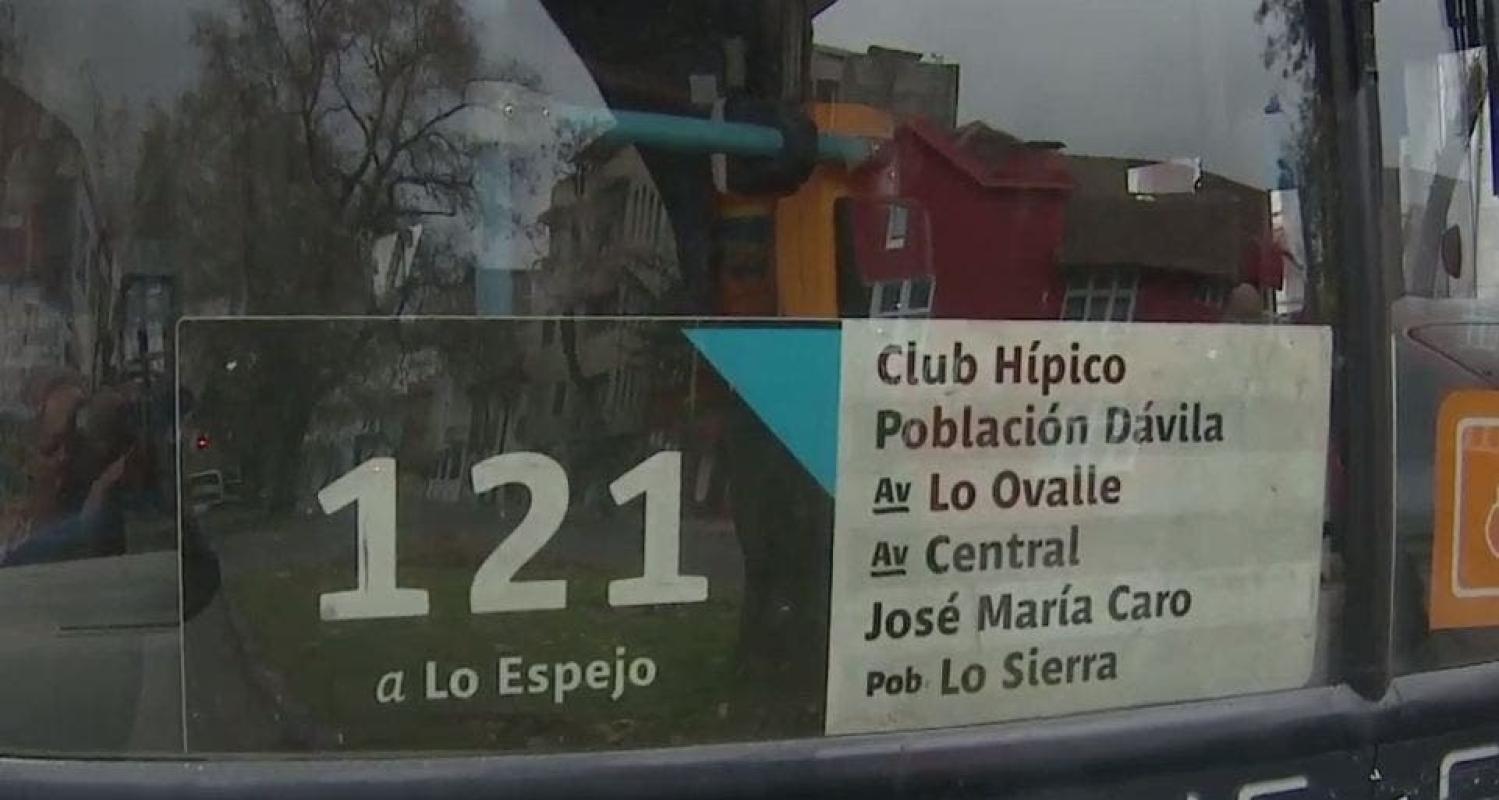 121
a Lo Espejo
Club Hípico
Población Dávila
Av Lo Ovalle
Av Central
José María Caro
Pob Lo Sierra